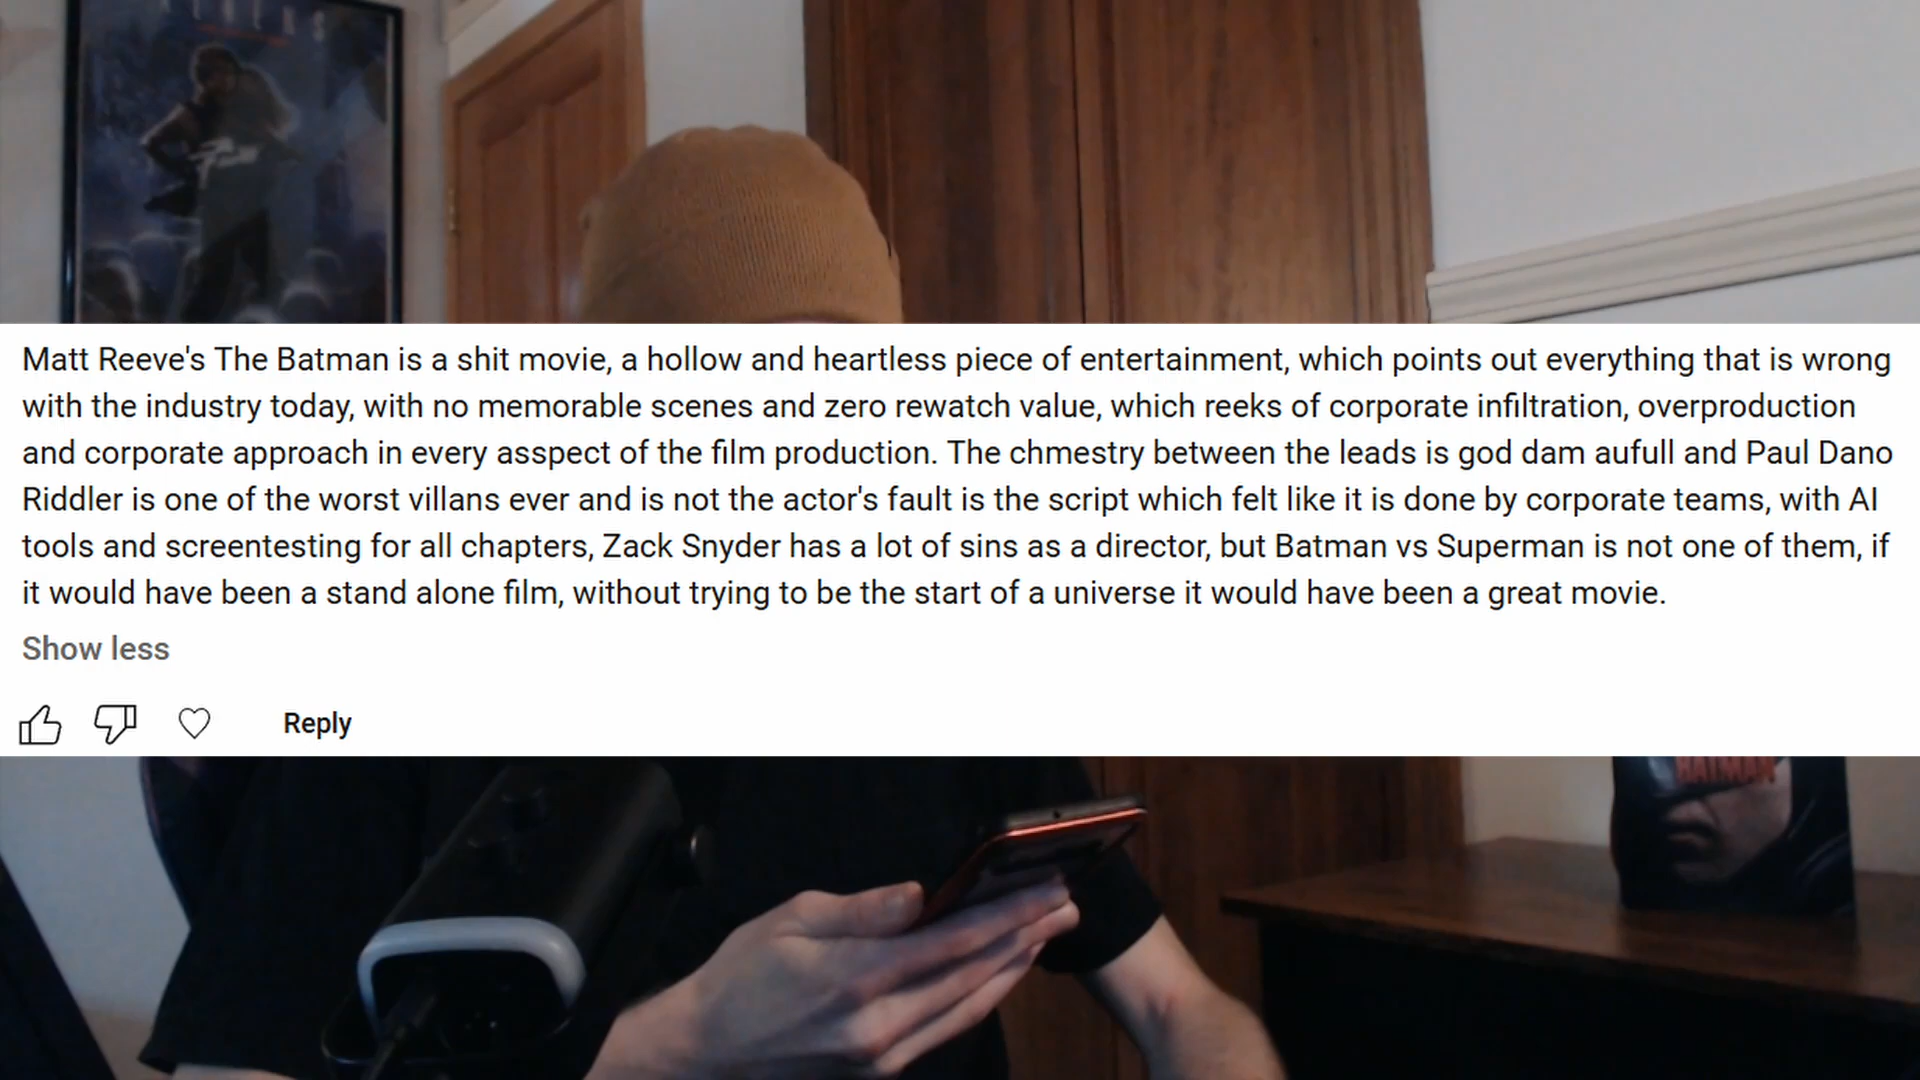 ALIENS
Matt Reeve's The Batman is a shit movie, a hollow and heartless piece of entertainment, which points out everything that is wrong
with the industry today, with no memorable scenes and zero rewatch value, which reeks of corporate infiltration, overproduction
and corporate approach in every asspect of the film production. The chmestry between the leads is god dam aufull and Paul Dano
Riddler is one of the worst villans ever and is not the actor's fault is the script which felt like it is done by corporate teams, with AI
tools and screentesting for all chapters, Zack Snyder has a lot of sins as a director, but Batman vs Superman is not one of them, if
it would have been a stand alone film, without trying to be the start of a universe it would have been a great movie.
Show less
Reply
BATMAN